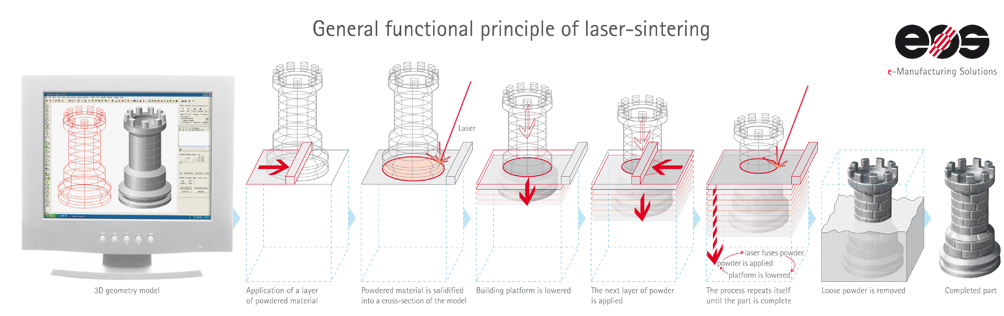 General functional principle of laser-sintering
eos
e-Manufacturing Solutions
Laser
laser fuses powder
powder is applied
platform is lowered
3D geometry model
Application of a layer
of powdered material
Powdered material is solidified
into a cross-section of the model
Building platform is lowered
The next layer of powder
is applied
The process repeats itself
until the part is complete
Loose powder is removed
Completed part